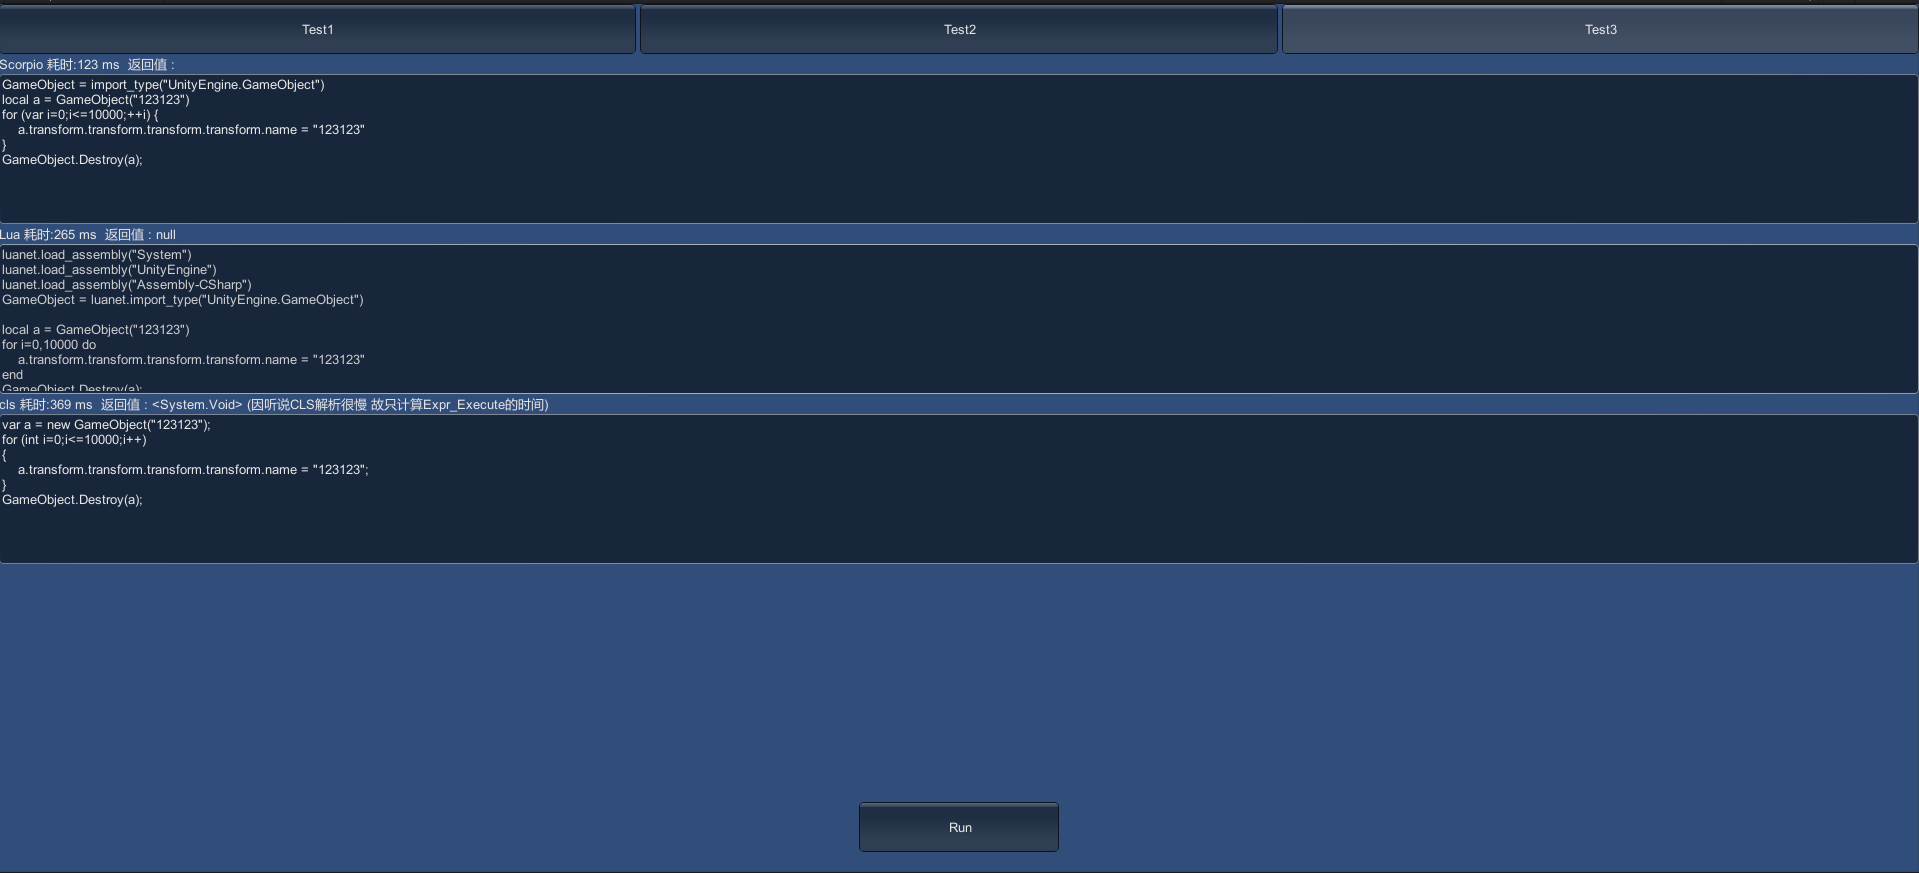 Test1 Test2 Test3
Scorpio 耗时:123 ms 返回值 :
GameObject = import_type("UnityEngine.GameObject")
local a = GameObject("123123")
for (var i=0;i<=10000;++i) {
    a.transform.transform.transform.transform.name = "123123"
}
GameObject.Destroy(a);
Lua 耗时:265 ms 返回值 : null
luanet.load_assembly("System")
luanet.load_assembly("UnityEngine")
luanet.load_assembly("Assembly-CSharp")
GameObject = luanet.import_type("UnityEngine.GameObject")
local a = GameObject("123123")
for i=0,10000 do
    a.transform.transform.transform.transform.name = "123123"
end
GameObject.Destroy(a);
cls 耗时:369 ms 返回值 : <System.Void> (因听说CLS解析很慢 故只计算Expr_Execute的时间)
var a = new GameObject("123123");
for (int i=0;i<=10000;i++)
{
    a.transform.transform.transform.transform.name = "123123";
}
GameObject.Destroy(a);
Run